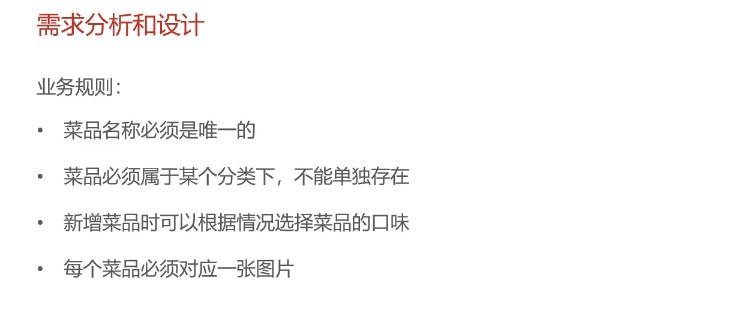 需求分析和设计
业务规则：
• 菜品名称必须是唯一的
• 菜品必须属于某个分类下，不能单独存在
• 新增菜品时可以根据情况选择菜品的口味
• 每个菜品必须对应一张图片